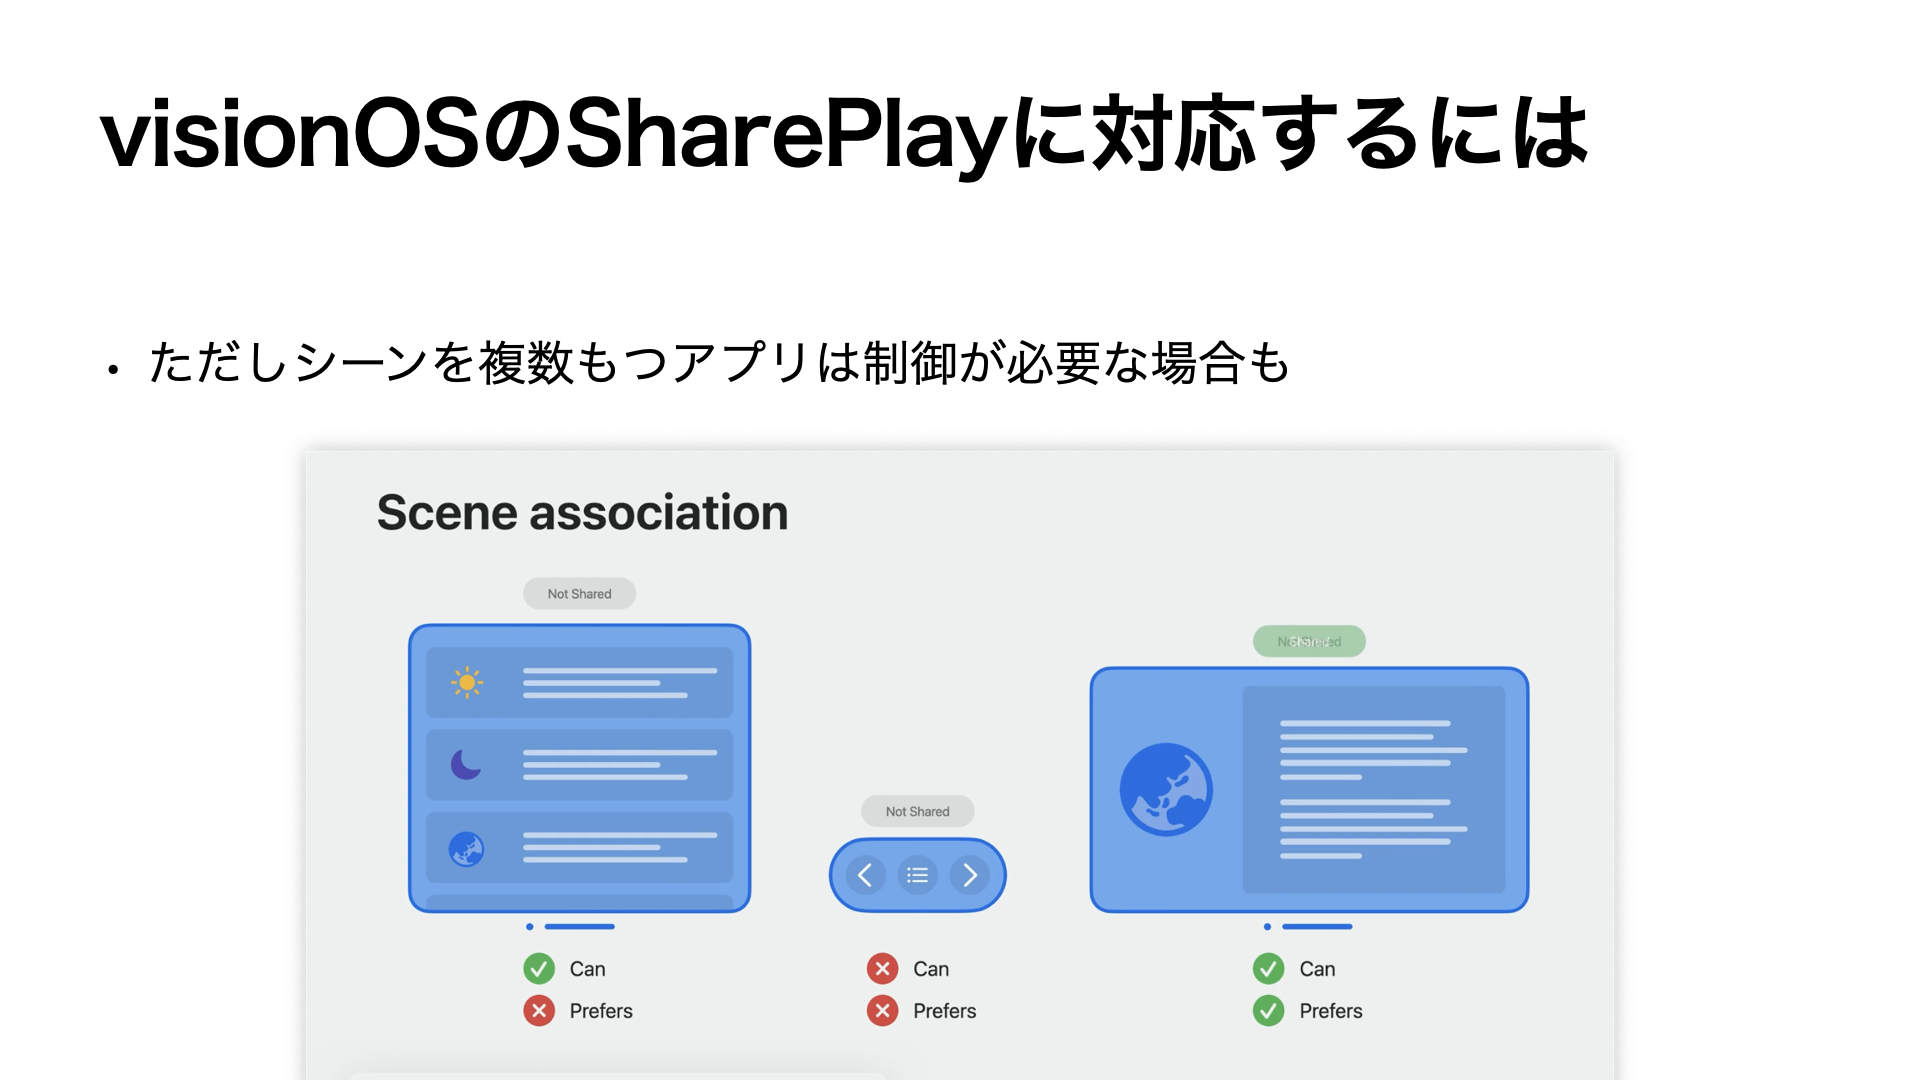 visionOSのSharePlayに対応するには
• ただしシーンを複数もつアプリは制御が必要な場合も
Scene association
Not Shared
Not Shared
Can
Prefers
Can
Prefers
Can
Prefers